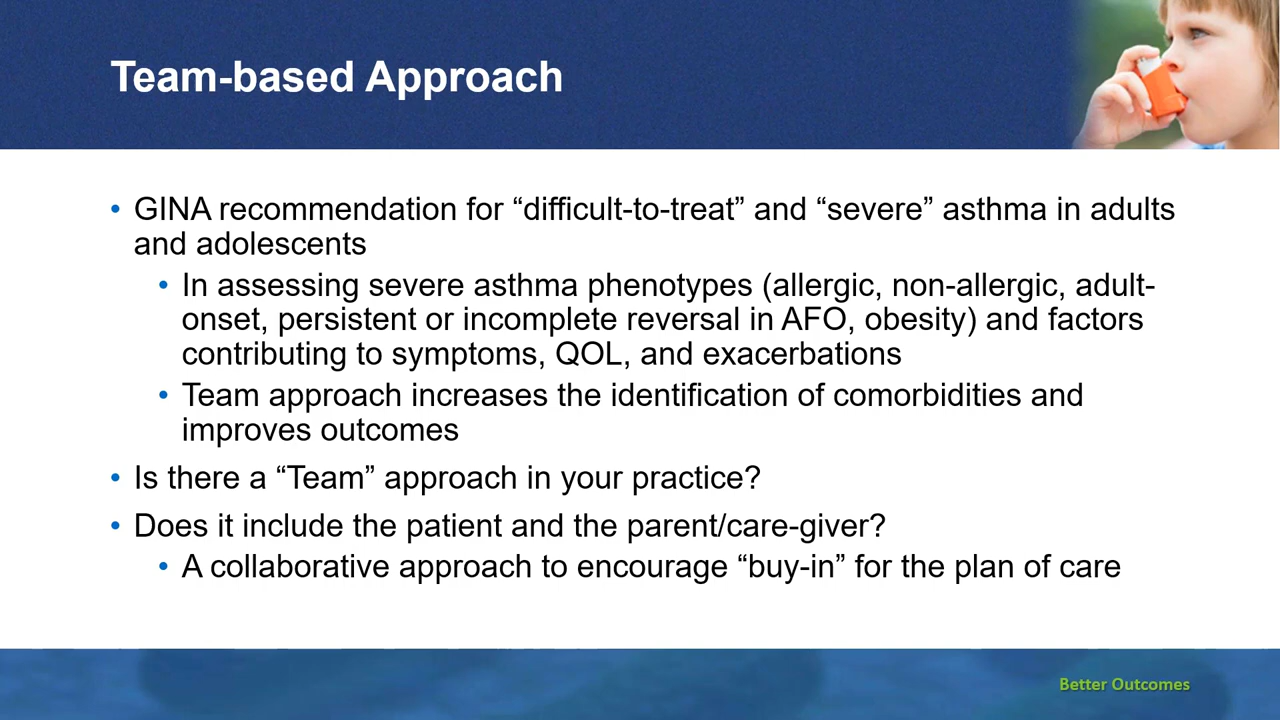 Team-based Approach
• GINA recommendation for “difficult-to-treat” and “severe” asthma in adults
and adolescents
• In assessing severe asthma phenotypes (allergic, non-allergic, adult-
onset, persistent or incomplete reversal in AFO, obesity) and factors
contributing to symptoms, QOL, and exacerbations
• Team approach increases the identification of comorbidities and
improves outcomes
• Is there a “Team” approach in your practice?
• Does it include the patient and the parent/care-giver?
• A collaborative approach to encourage “buy-in” for the plan of care
Better Outcomes